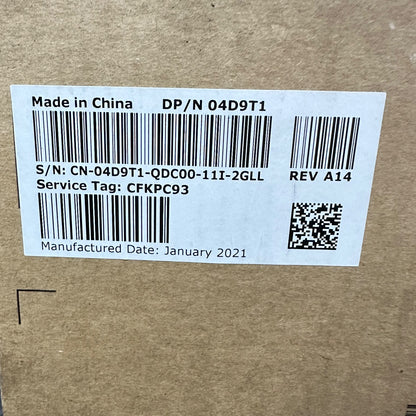 Made in China DP/N 04D9T1
S/N: CN-04D9T1-QDC00-11I-2GLL REV A14
Service Tag: CFKPC93
Manufactured Date: January 2021